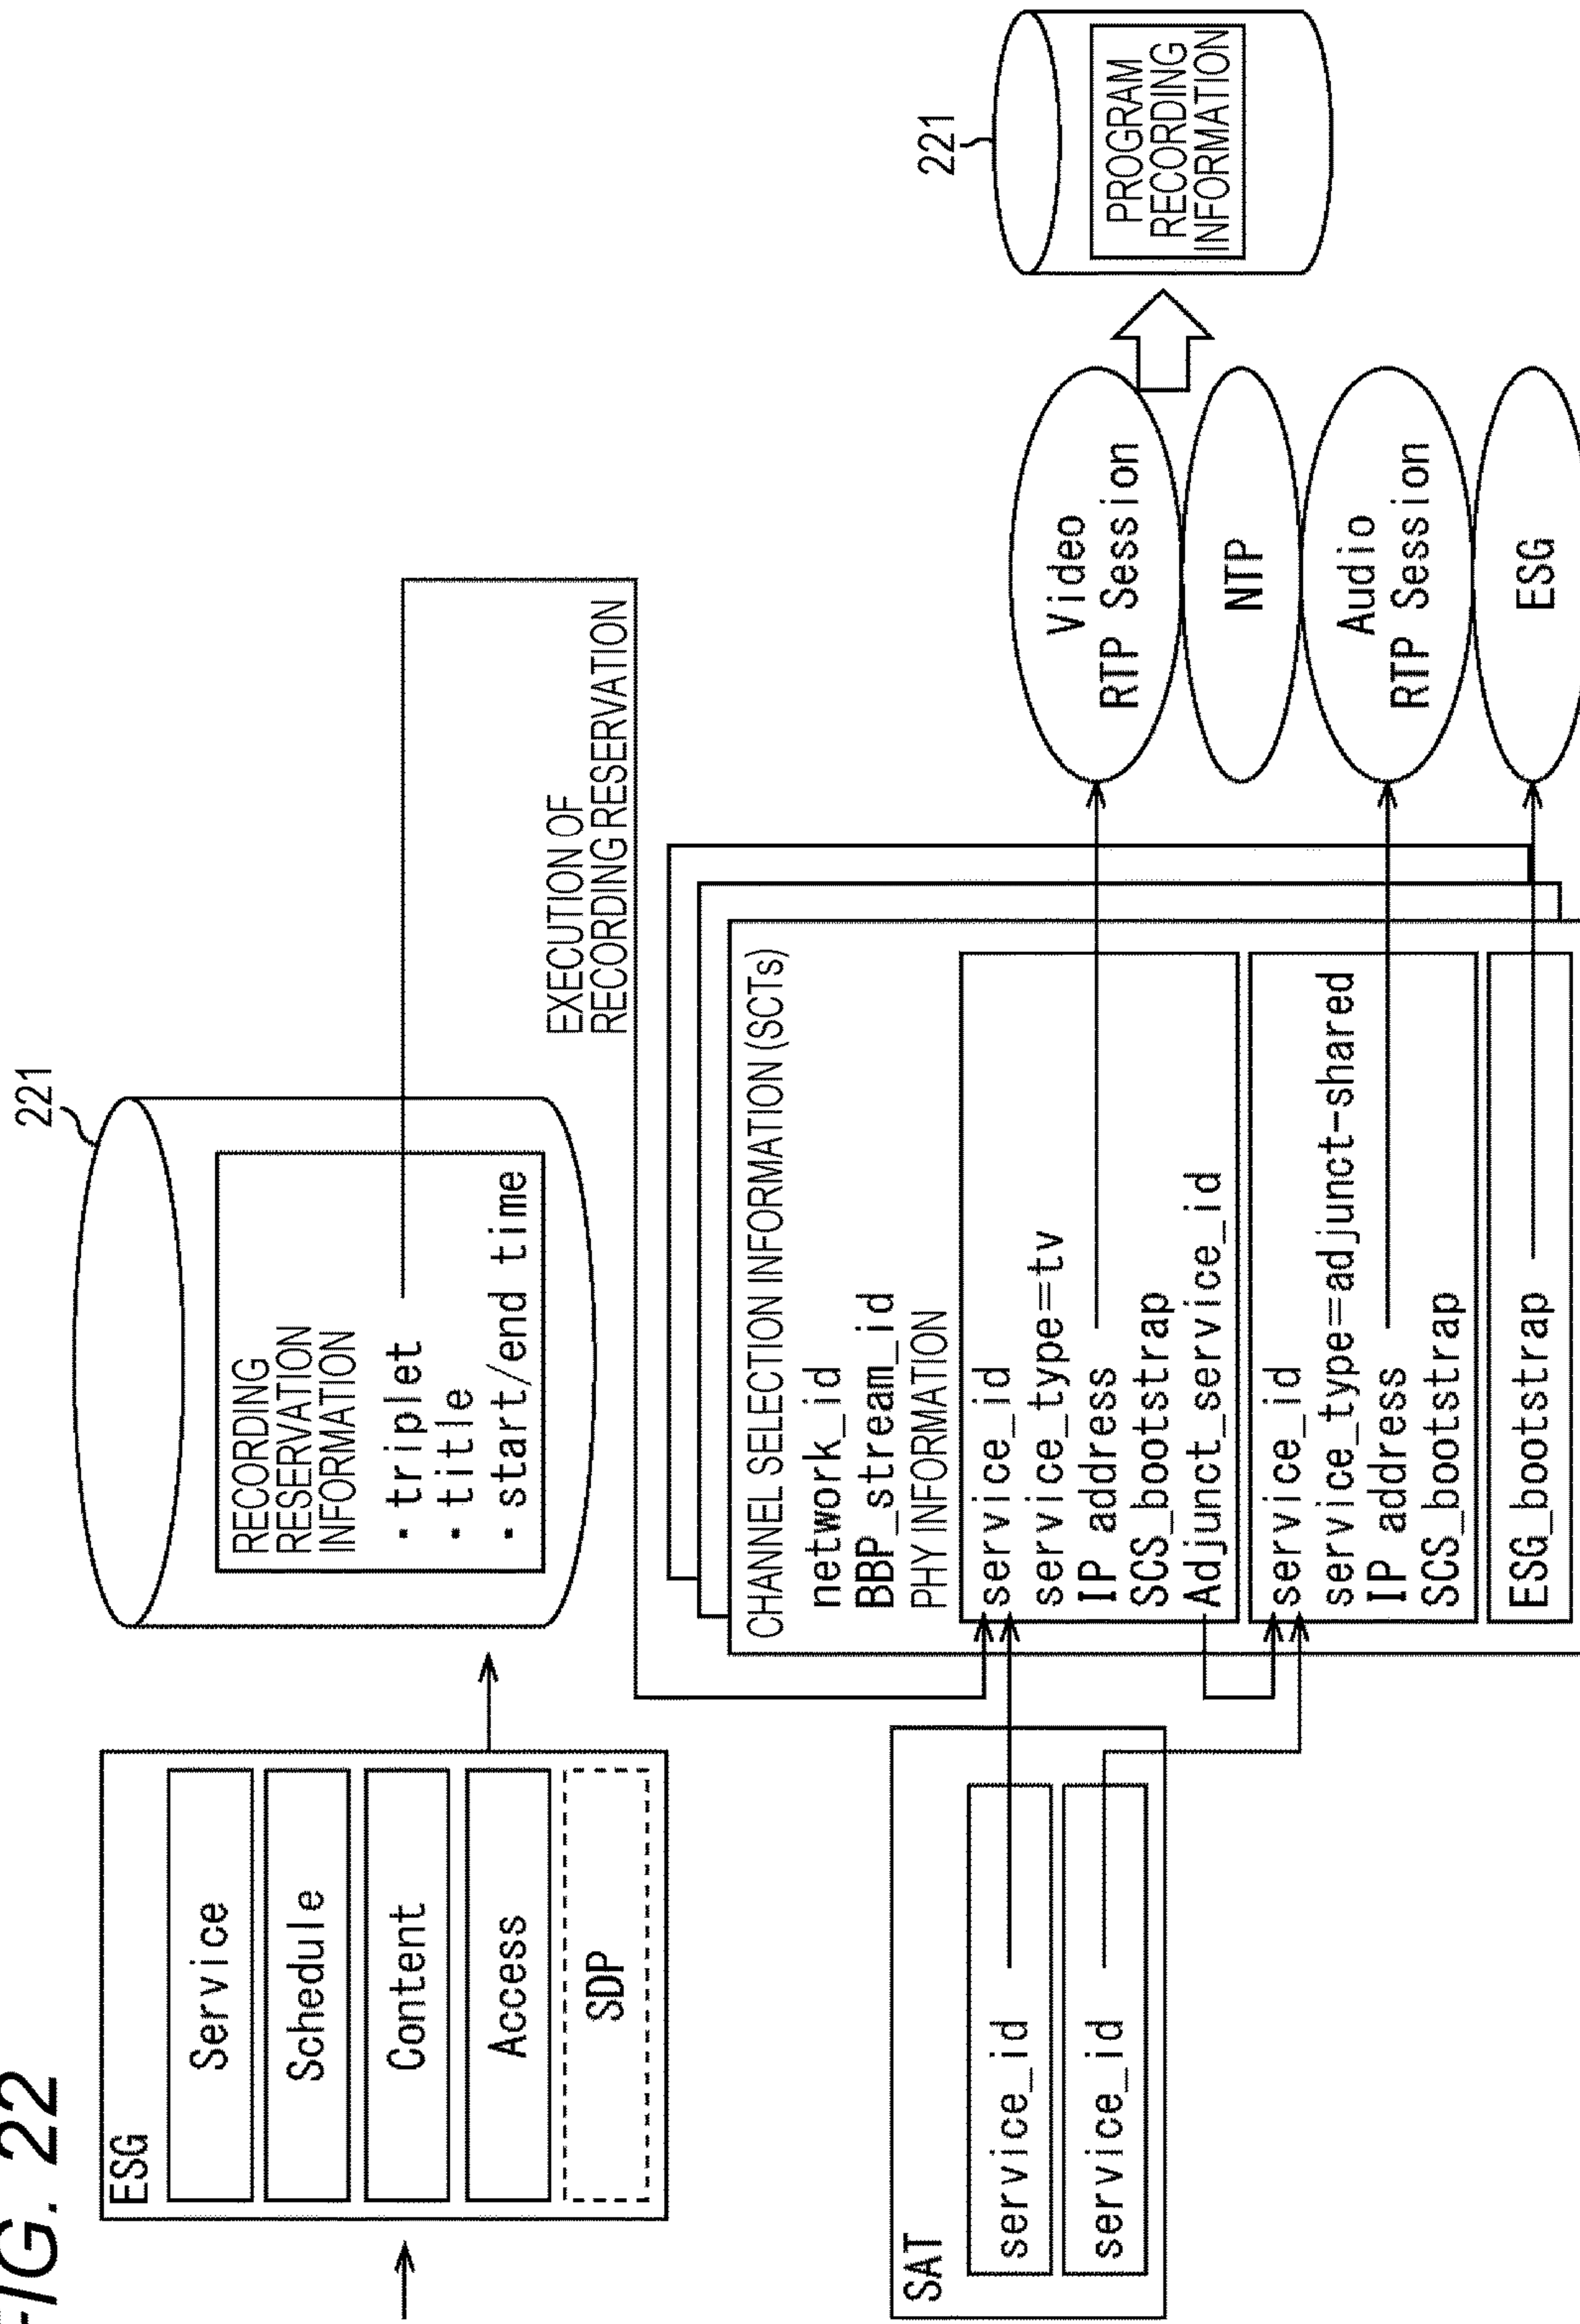 FIG. 22
ESG
Service
Schedule
Content
Access
SDP
221
RECORDING
RESERVATION
INFORMATION
· triplet
· title
· start/end time
EXECUTION OF
RECORDING RESERVATION
SAT
service_id
service_id
CHANNEL SELECTION INFORMATION (SCTs)
network_id
BBP_stream_id
PHY INFORMATION
service_id
service_type=tv
IP address
SCS_bootstrap
Adjunct_service_id
service_id
service_type=adjunct-shared
IP address
SCS_bootstrap
ESG_bootstrap
Video
RTP Session
NTP
Audio
RTP Session
ESG
221
PROGRAM
RECORDING
INFORMATION